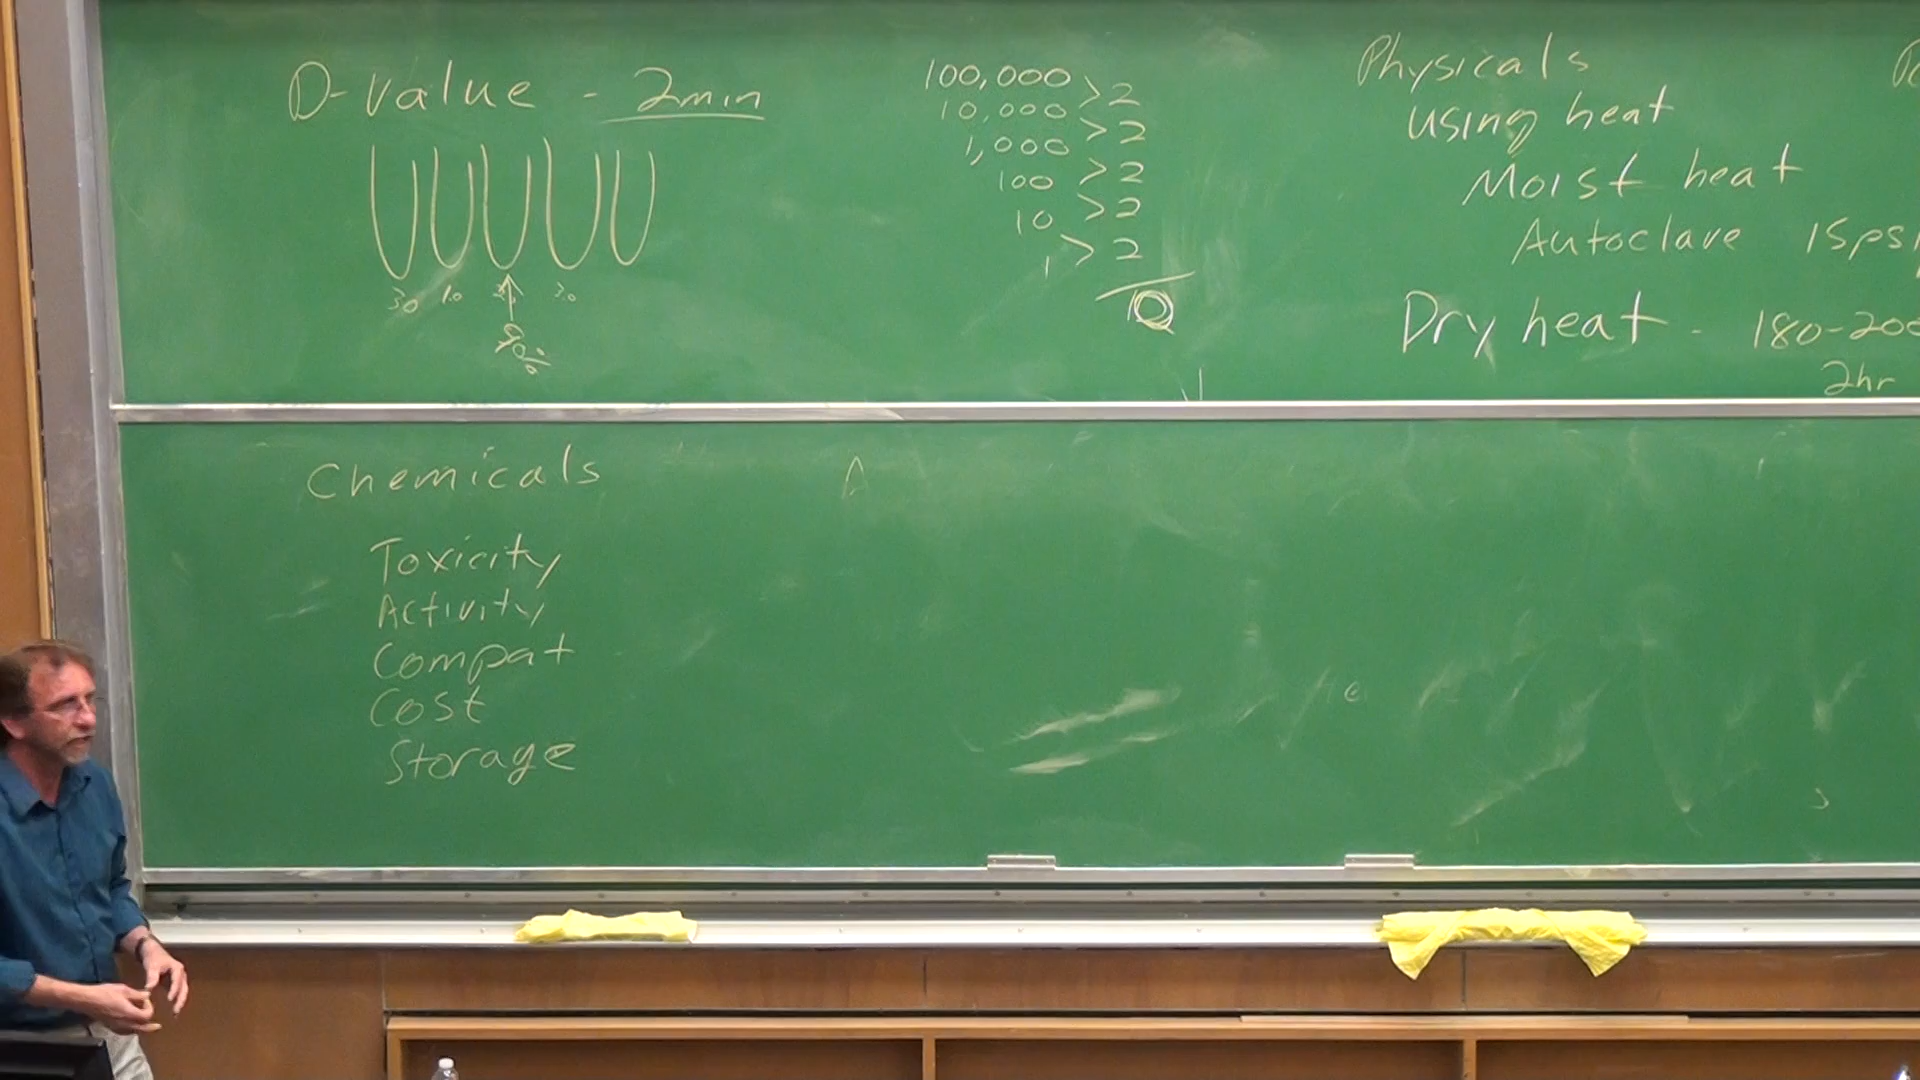 D-value - 2min
30 10
90%
100,000 > 2
10,000 > 2
1,000 > 2
100 > 2
10 > 2
1
10
Physicals
Using heat
Moist heat
Autoclave 15psi
Dry heat - 180-200
2hr
Chemicals
A
Toxicity
Activity
Compat
Cost
Storage